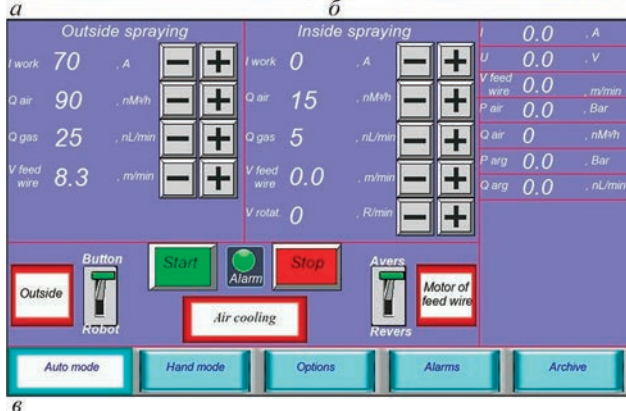 а б
Outside spraying
I work 70 , A
Q air 90 , nM³/h
Q gas 25 , nL/min
V feed wire 8.3 , m/min
Inside spraying
I work 0 , A
Q air 15 , nM³/h
Q gas 5 , nL/min
V feed wire 0.0 , m/min
V rotat. 0 , R/min
I 0.0 , A
U 0.0 , V
V feed wire 0.0 , m/min
P air 0.0 , Bar
Q air 0 , nM³/h
P arg 0.0 , Bar
Q arg 0.0 , nL/min
Button
Start
Alarm
Stop
Avers
Outside
Motor of
feed wire
Robot
Air cooling
Revers
Auto mode Hand mode Options Alarms Archive
в